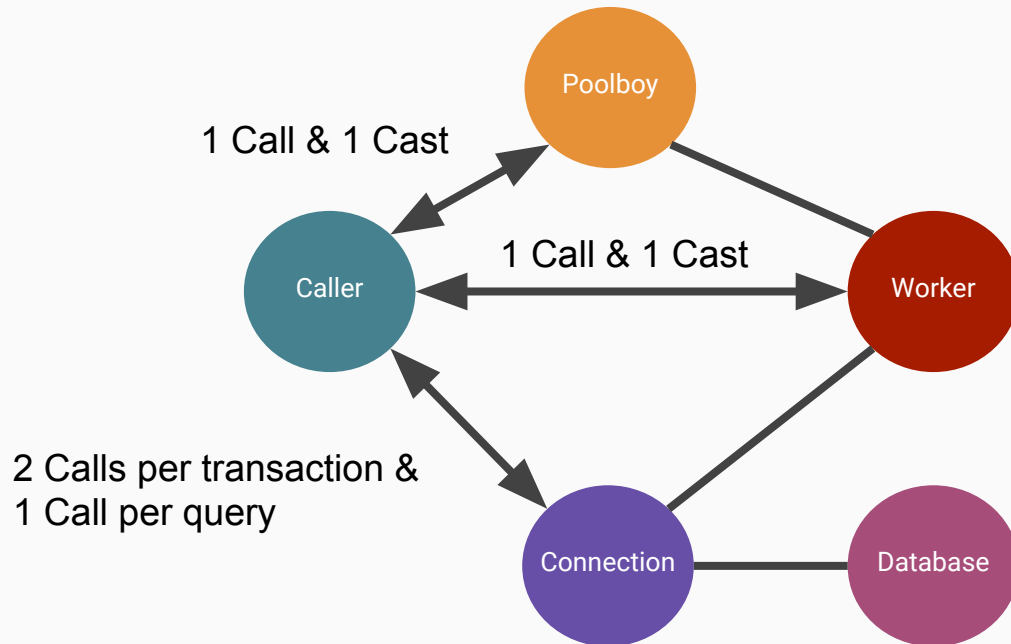 Poolboy
1 Call & 1 Cast
1 Call & 1 Cast
Caller
Worker
2 Calls per transaction &
1 Call per query
Connection
Database